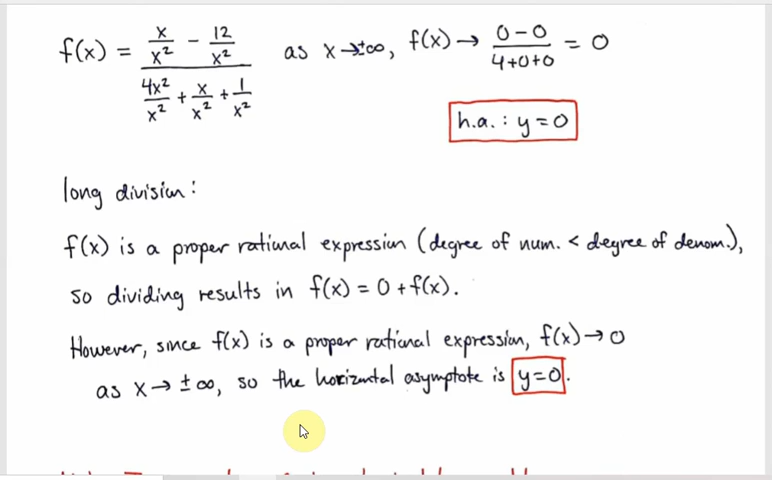 f(x) = (x/x² − 12/x²) / (4x²/x² + x/x² + 1/x²) as x→±∞, f(x) → (0−0)/(4+0+0) = 0
h.a.: y=0
long division:
f(x) is a proper rational expression (degree of num. < degree of denom.),
so dividing results in f(x) = 0 + f(x).
However, since f(x) is a proper rational expression, f(x) → 0
as x → ±∞, so the horizontal asymptote is y=0.